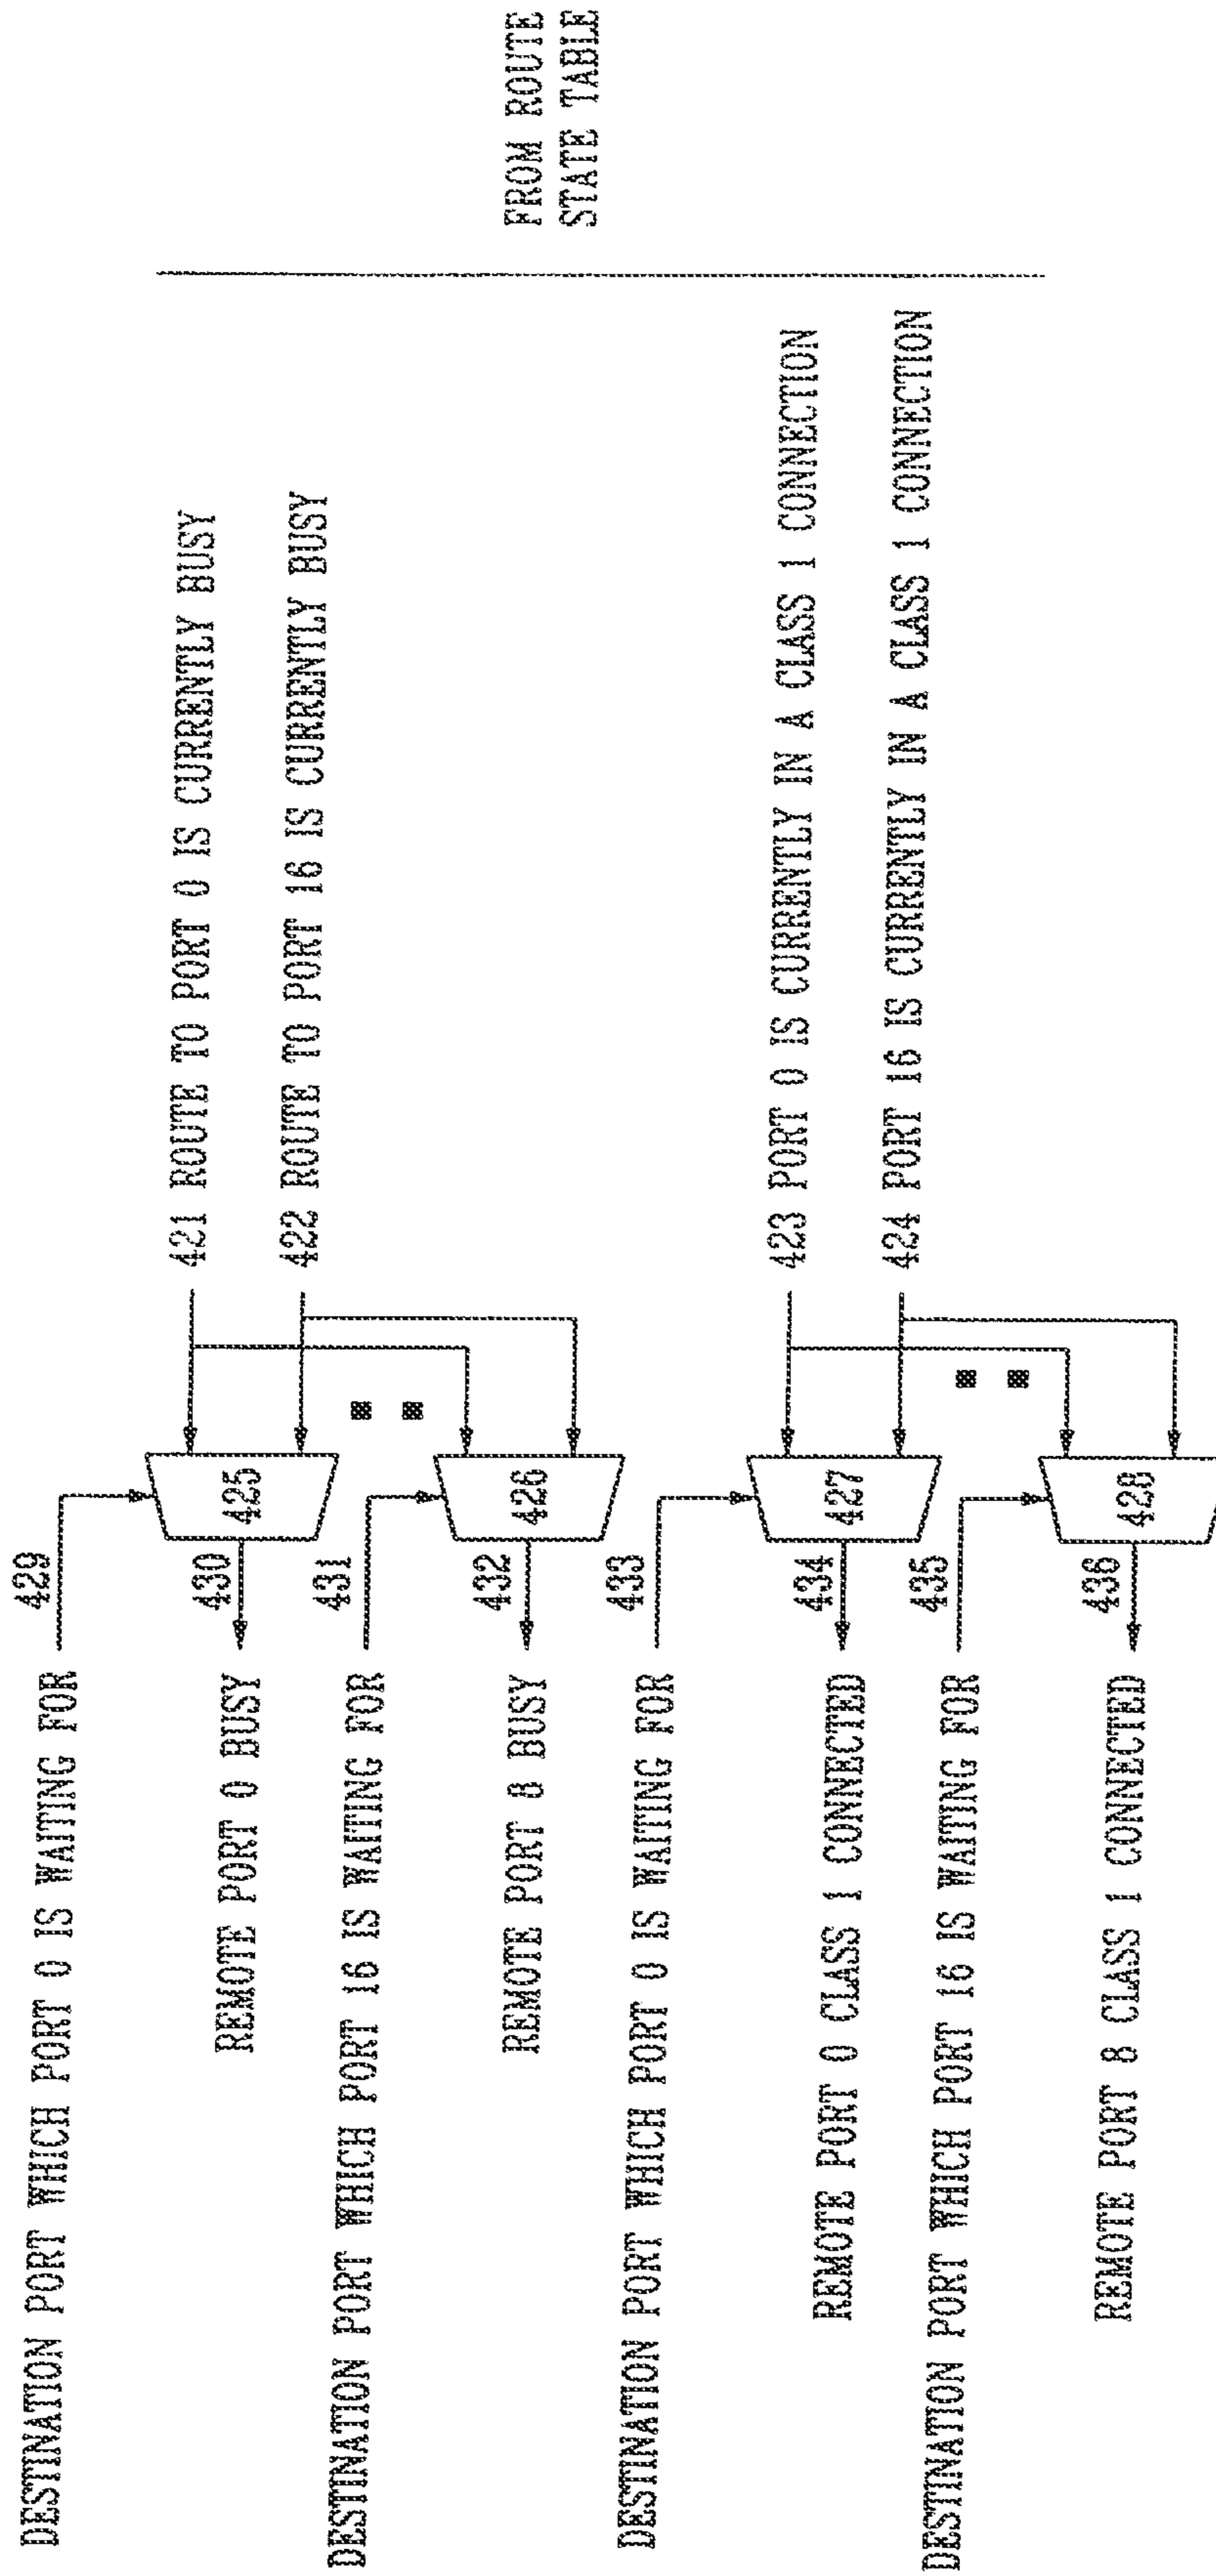 DESTINATION PORT WHICH PORT 0 IS WAITING FOR
429
425
421 ROUTE TO PORT 0 IS CURRENTLY BUSY
REMOTE PORT 0 BUSY
430
422 ROUTE TO PORT 16 IS CURRENTLY BUSY
DESTINATION PORT WHICH PORT 16 IS WAITING FOR
431
426
REMOTE PORT 8 BUSY
432
FROM ROUTE
STATE TABLE
DESTINATION PORT WHICH PORT 0 IS WAITING FOR
433
427
423 PORT 0 IS CURRENTLY IN A CLASS 1 CONNECTION
REMOTE PORT 0 CLASS 1 CONNECTED
434
424 PORT 16 IS CURRENTLY IN A CLASS 1 CONNECTION
DESTINATION PORT WHICH PORT 16 IS WAITING FOR
435
428
REMOTE PORT 8 CLASS 1 CONNECTED
436